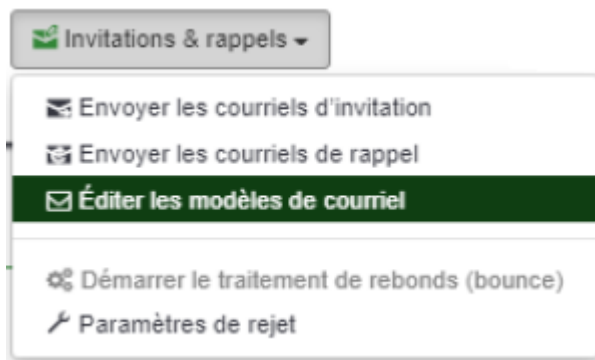 Invitations & rappels
Envoyer les courriels d'invitation
Envoyer les courriels de rappel
Éditer les modèles de courriel
Démarrer le traitement de rebonds (bounce)
Paramètres de rejet